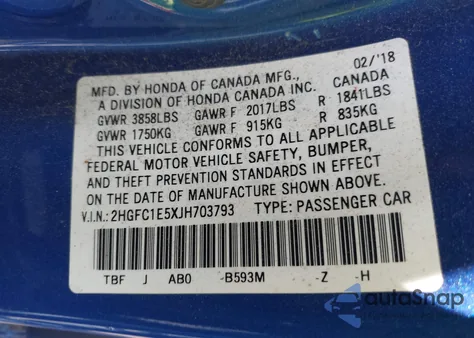 MFD. BY HONDA OF CANADA MFG., 02/'18
A DIVISION OF HONDA CANADA INC. CANADA
GVWR 3858LBS GAWR F 2017LBS R 1841LBS
GVWR 1750KG GAWR F 915KG R 835KG
THIS VEHICLE CONFORMS TO ALL APPLICABLE
FEDERAL MOTOR VEHICLE SAFETY, BUMPER,
AND THEFT PREVENTION STANDARDS IN EFFECT
ON THE DATE OF MANUFACTURE SHOWN ABOVE.
V.I.N.: 2HGFC1E5XJH703793 TYPE: PASSENGER CAR
TBF J AB0 -B593M -Z -H
autoSnap